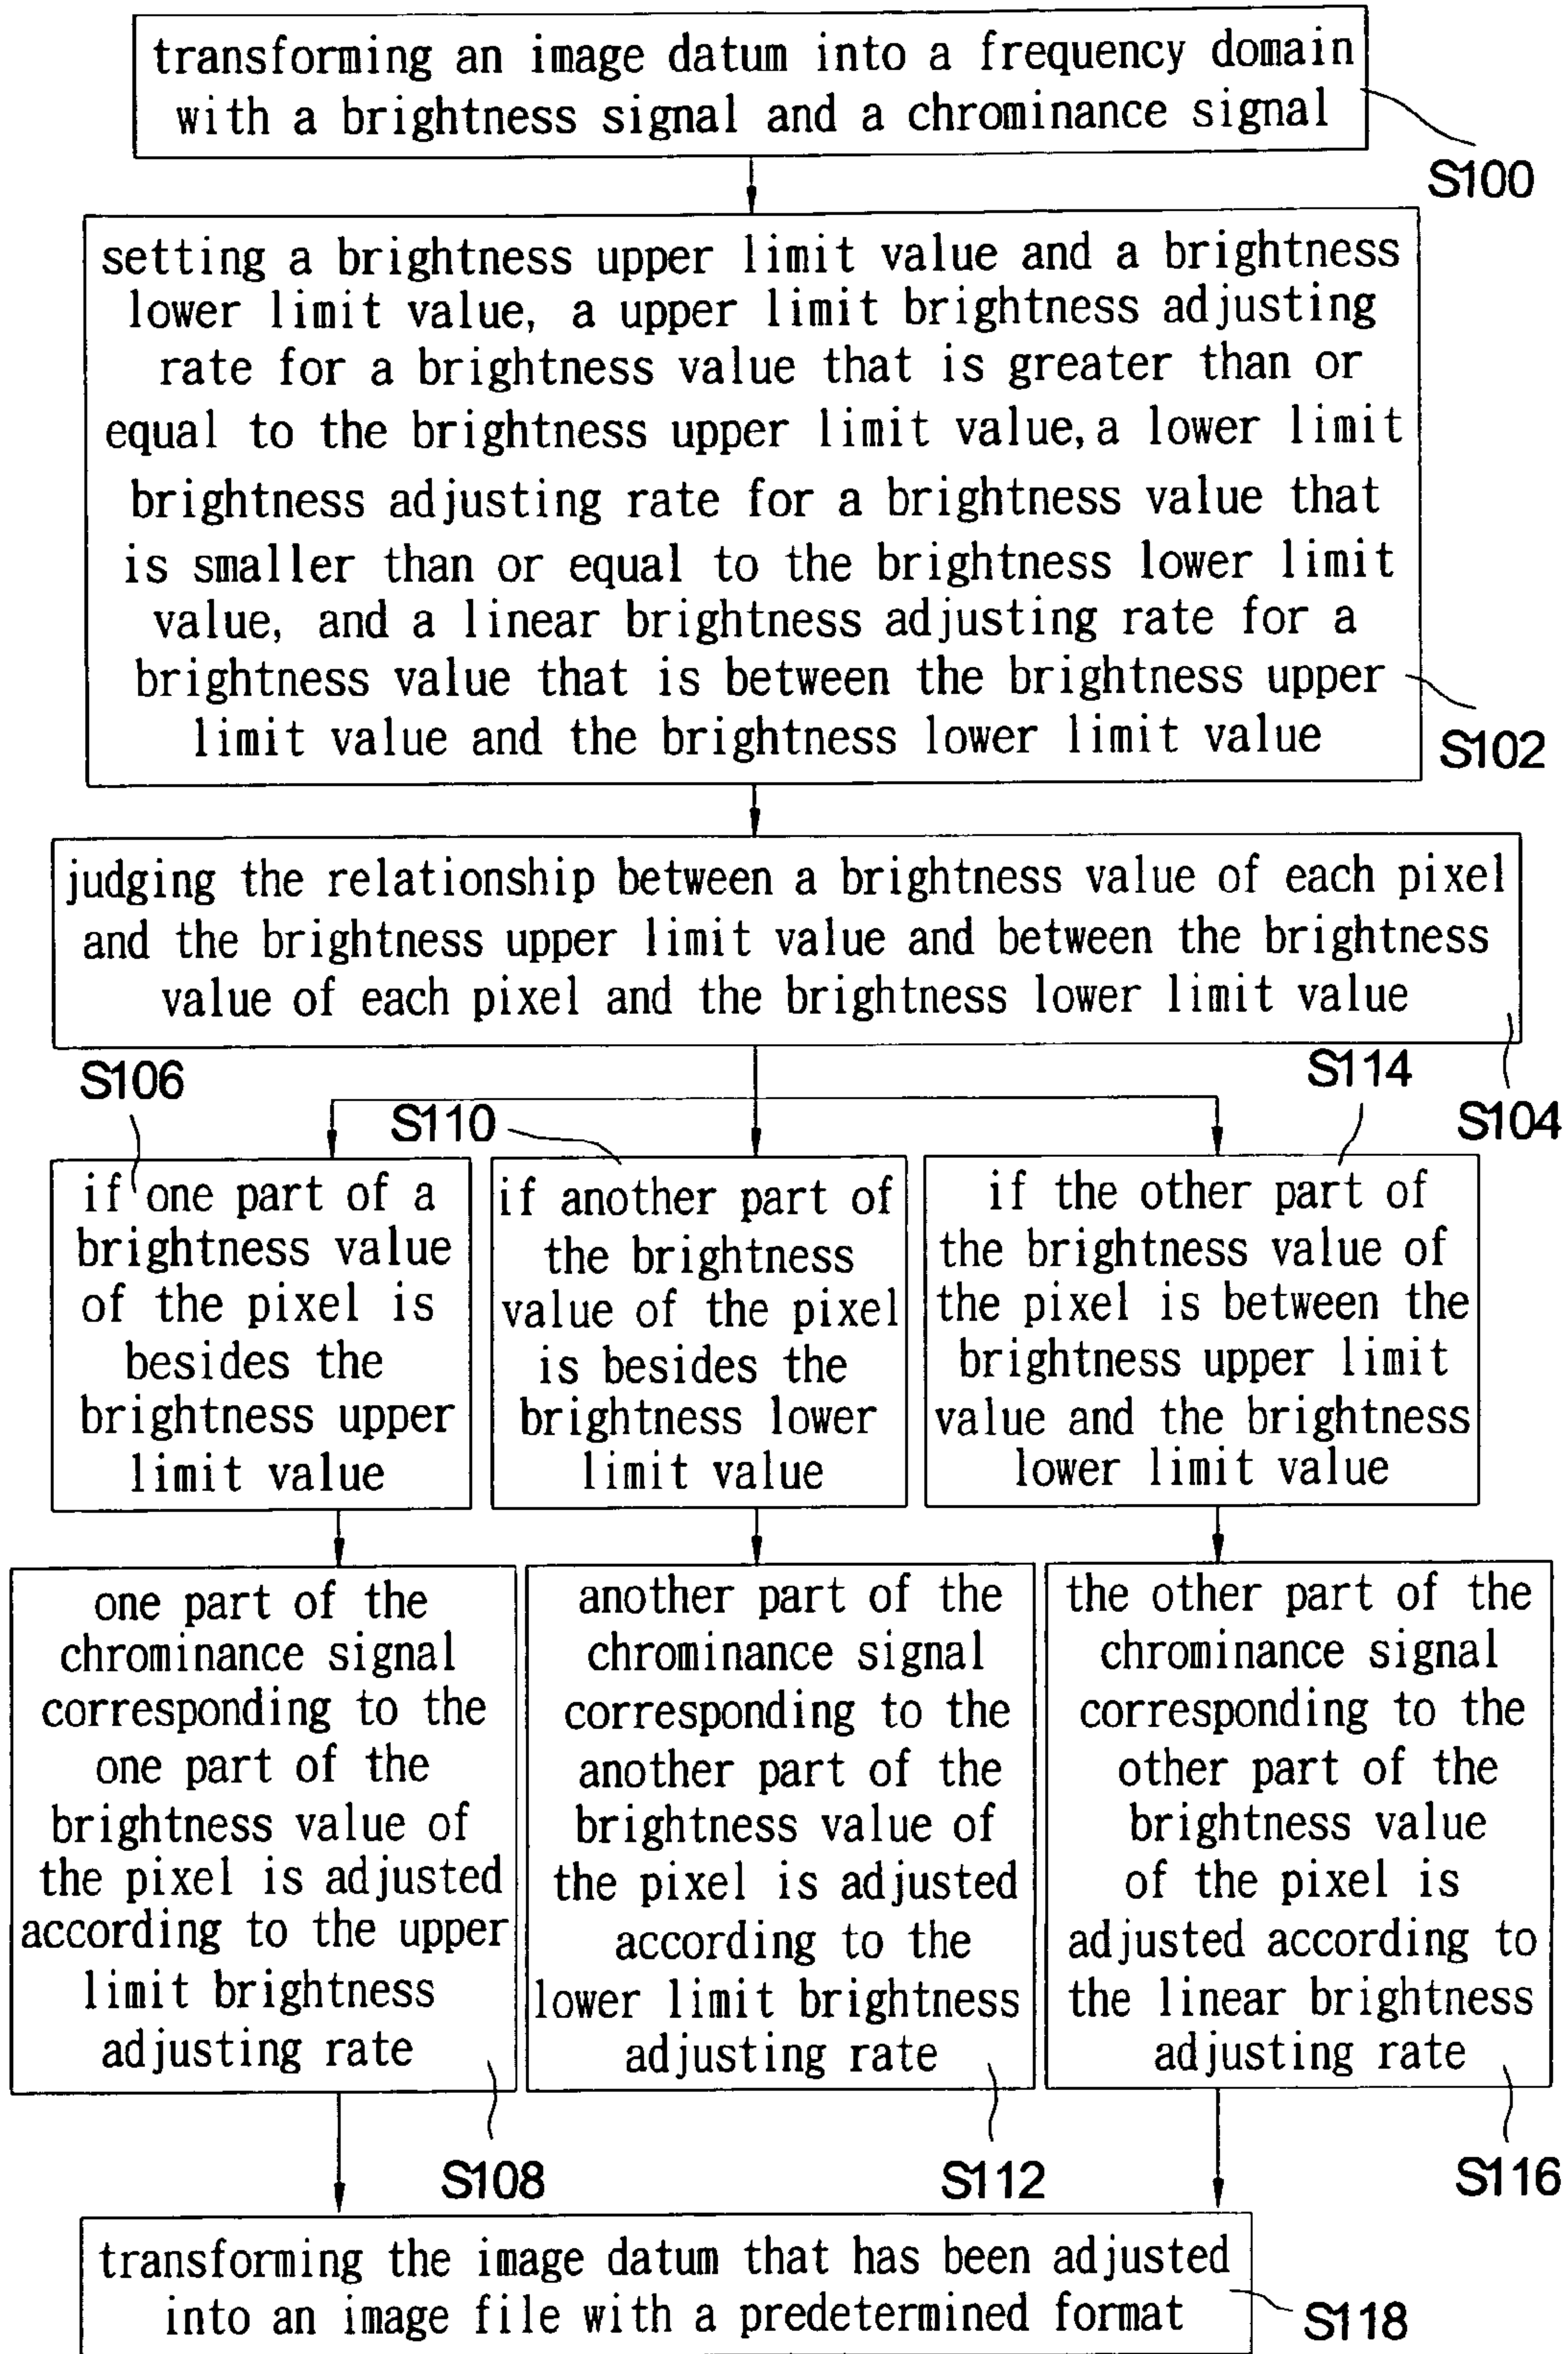 transforming an image datum into a frequency domain
with a brightness signal and a chrominance signal
S100
setting a brightness upper limit value and a brightness
lower limit value, a upper limit brightness adjusting
rate for a brightness value that is greater than or
equal to the brightness upper limit value, a lower limit
brightness adjusting rate for a brightness value that
is smaller than or equal to the brightness lower limit
value, and a linear brightness adjusting rate for a
brightness value that is between the brightness upper
limit value and the brightness lower limit value
S102
judging the relationship between a brightness value of each pixel
and the brightness upper limit value and between the brightness
value of each pixel and the brightness lower limit value
S104
S106
if one part of a
brightness value
of the pixel is
besides the
brightness upper
limit value
S110
if another part of
the brightness
value of the pixel
is besides the
brightness lower
limit value
S114
if the other part of
the brightness value of
the pixel is between the
brightness upper limit
value and the brightness
lower limit value
one part of the
chrominance signal
corresponding to the
one part of the
brightness value of
the pixel is adjusted
according to the upper
limit brightness
adjusting rate
S108
another part of the
chrominance signal
corresponding to the
another part of the
brightness value of
the pixel is adjusted
according to the
lower limit brightness
adjusting rate
S112
the other part of the
chrominance signal
corresponding to the
other part of the
brightness value
of the pixel is
adjusted according to
the linear brightness
adjusting rate
S116
transforming the image datum that has been adjusted
into an image file with a predetermined format
S118